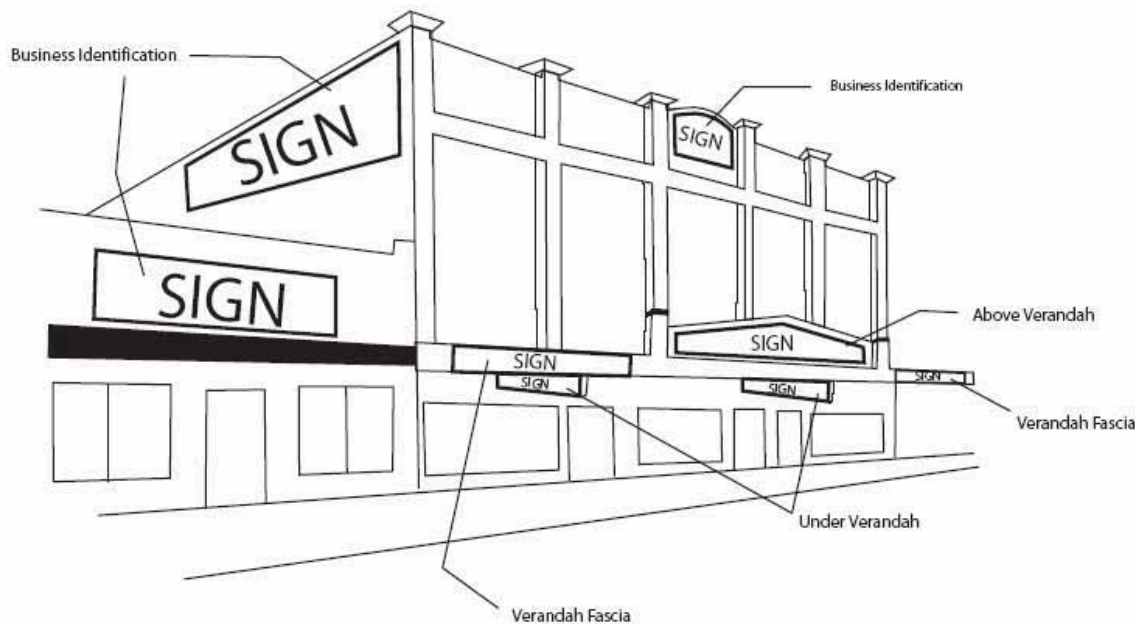 Business Identification
SIGN
Business Identification
SIGN
SIGN
Above Verandah
SIGN
SIGN
SIGN
SIGN
SIGN
Verandah Fascia
Under Verandah
Verandah Fascia